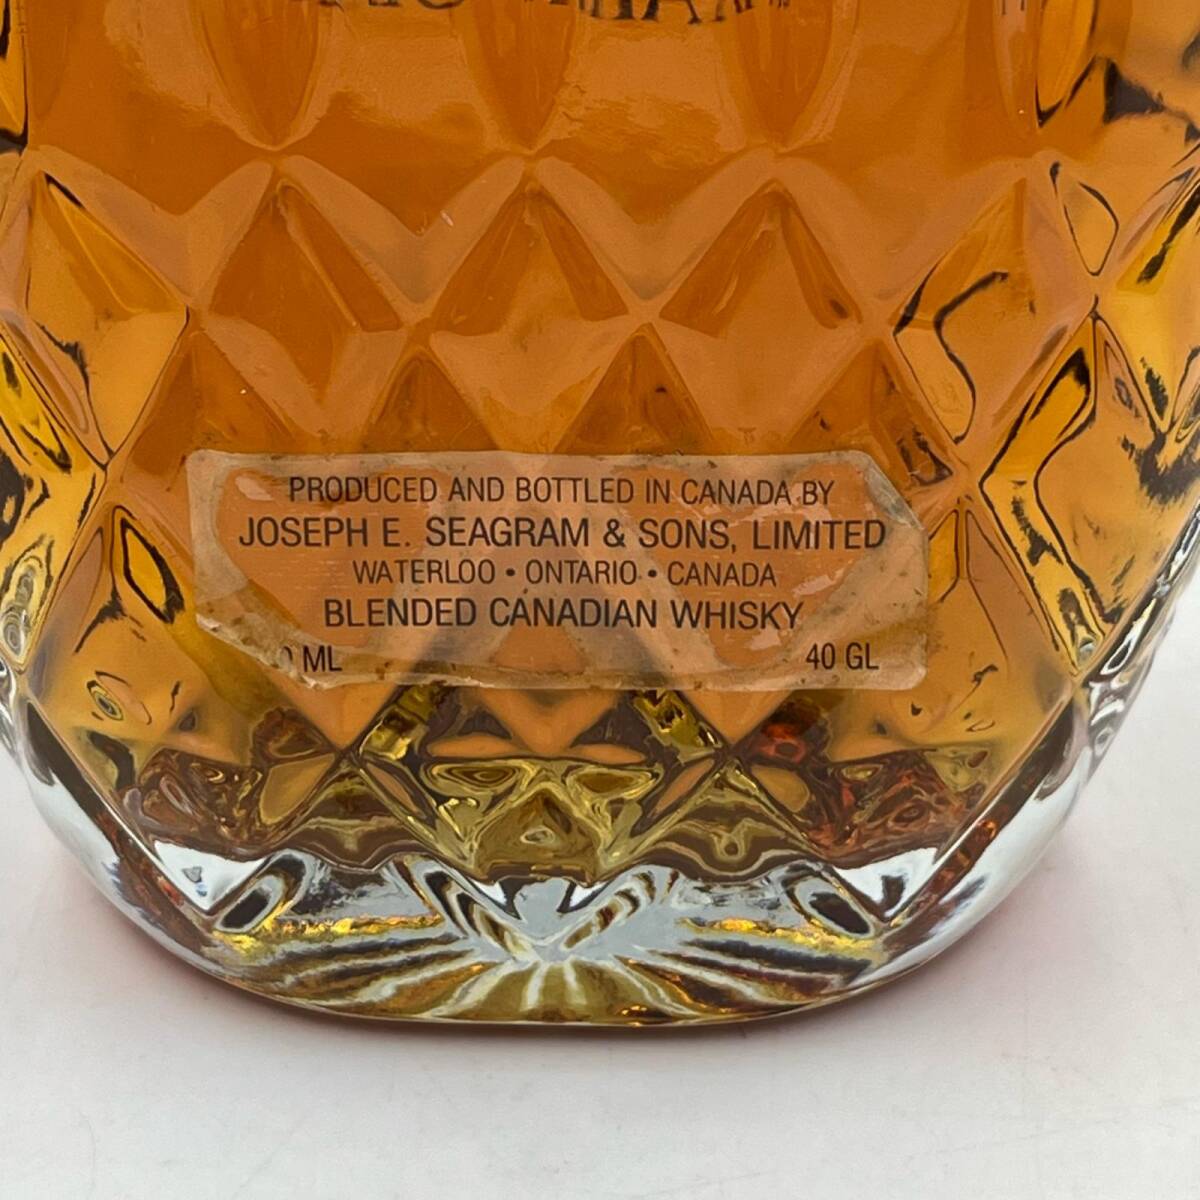 PRODUCED AND BOTTLED IN CANADA BY
JOSEPH E. SEAGRAM & SONS, LIMITED
WATERLOO • ONTARIO • CANADA
BLENDED CANADIAN WHISKY
ML 40 GL